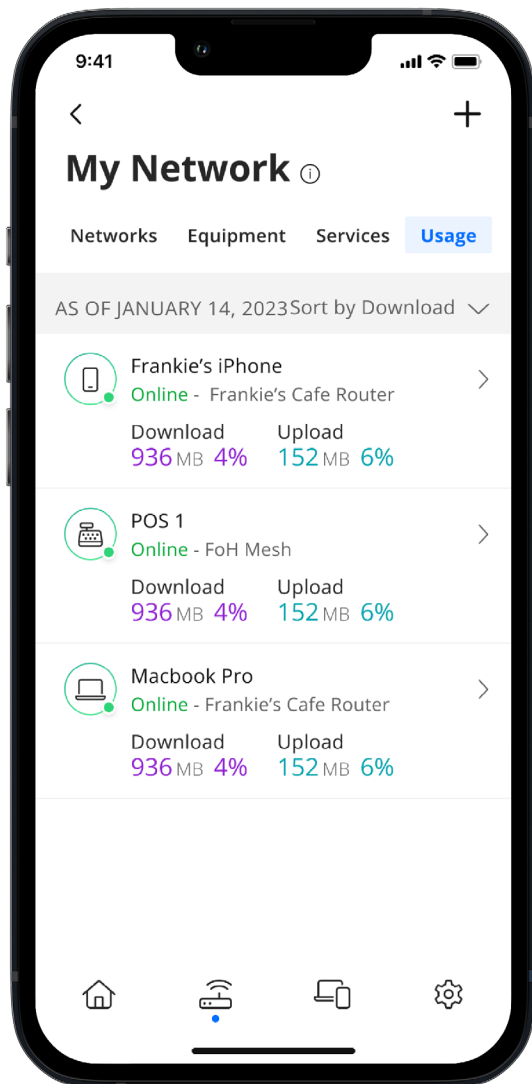 9:41
My Network
Networks Equipment Services Usage
AS OF JANUARY 14, 2023 Sort by Download
Frankie's iPhone
Online - Frankie's Cafe Router
Download Upload
936 MB 4% 152 MB 6%
POS 1
Online - FoH Mesh
Download Upload
936 MB 4% 152 MB 6%
Macbook Pro
Online - Frankie's Cafe Router
Download Upload
936 MB 4% 152 MB 6%